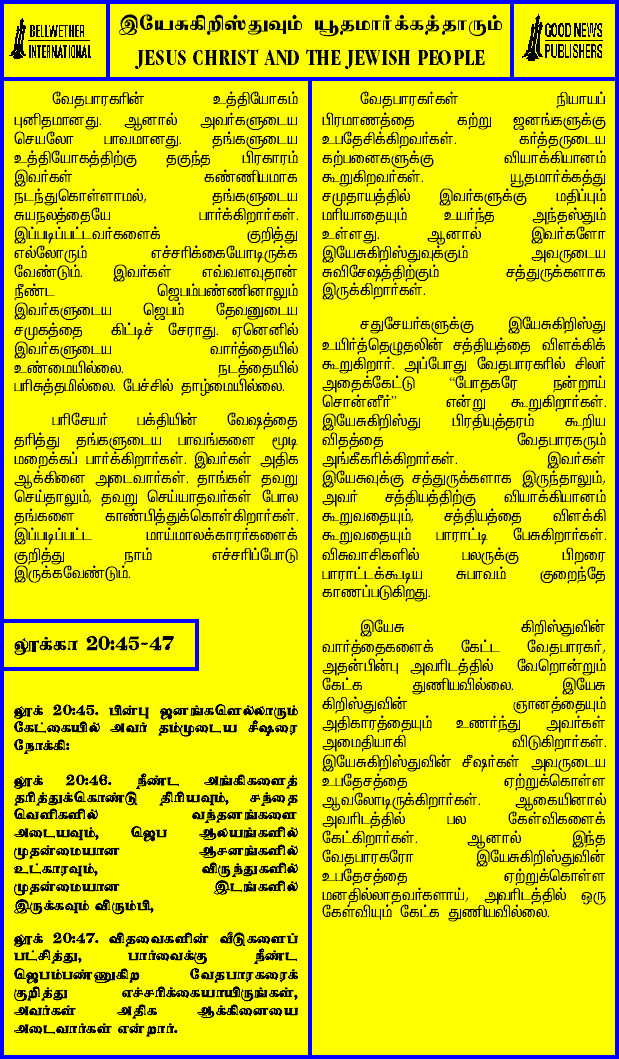 BELLWETHER
INTERNATIONAL
இயேசுகிறிஸ்துவும் யூதமார்க்கத்தாரும்
JESUS CHRIST AND THE JEWISH PEOPLE
GOOD NEWS
PUBLISHERS
வேதபாரகரின் உத்தியோகம்
புனிதமானது. ஆனால் அவர்களுடைய
செயலோ பாவமானது. தங்களுடைய
உத்தியோகத்திற்கு தகுந்த பிரகாரம்
இவர்கள் கண்ணியமாக
நடந்துகொள்ளாமல், தங்களுடைய
சுயநலத்தையே பார்க்கிறார்கள்.
இப்படிப்பட்டவர்களைக் குறித்து
எல்லோரும் எச்சரிக்கையோடிருக்க
வேண்டும். இவர்கள் எவ்வளவுதான்
நீண்ட ஜெபம்பண்ணினாலும்
இவர்களுடைய ஜெபம் தேவனுடைய
சமுகத்தை கிட்டிச் சேராது. ஏனெனில்
இவர்களுடைய வார்த்தையில்
உண்மையில்லை. நடத்தையில்
பரிசுத்தமில்லை. பேச்சில் தாழ்மையில்லை.
பரிசேயர் பக்தியின் வேஷத்தை
தரித்து தங்களுடைய பாவங்களை மூடி
மறைக்கப் பார்க்கிறார்கள். இவர்கள் அதிக
ஆக்கினை அடைவார்கள். தாங்கள் தவறு
செய்தாலும், தவறு செய்யாதவர்கள் போல
தங்களை காண்பித்துக்கொள்கிறார்கள்.
இப்படிப்பட்ட மாய்மாலக்காரர்களைக்
குறித்து நாம் எச்சரிப்போடு
இருக்கவேண்டும்.
லூக்கா 20:45-47
லூக் 20:45. பின்பு ஜனங்களெல்லாரும்
கேட்கையில் அவர் தம்முடைய சீஷரை
நோக்கி:
லூக் 20:46. நீண்ட அங்கிகளைத்
தரித்துக்கொண்டு திரியவும், சந்தை
வெளிகளில் வந்தனங்களை
அடையவும், ஜெப ஆலயங்களில்
முதன்மையான ஆசனங்களில்
உட்காரவும், விருந்துகளில்
முதன்மையான இடங்களில்
இருக்கவும் விரும்பி,
லூக் 20:47. விதவைகளின் வீடுகளைப்
பட்சித்து, பார்வைக்கு நீண்ட
ஜெபம்பண்ணுகிற வேதபாரகரைக்
குறித்து எச்சரிக்கையாயிருங்கள்,
அவர்கள் அதிக ஆக்கினையை
அடைவார்கள் என்றார்.
வேதபாரகர்கள் நியாயப்
பிரமாணத்தை கற்று ஜனங்களுக்கு
உபதேசிக்கிறவர்கள். கர்த்தருடைய
கற்பனைகளுக்கு வியாக்கியானம்
கூறுகிறவர்கள். யூதமார்க்கத்து
சமுதாயத்தில் இவர்களுக்கு மதிப்பும்
மரியாதையும் உயர்ந்த அந்தஸ்தும்
உள்ளது. ஆனால் இவர்களோ
இயேசுகிறிஸ்துவுக்கும் அவருடைய
சுவிசேஷத்திற்கும் சத்துருக்களாக
இருக்கிறார்கள்.
சதுசேயர்களுக்கு இயேசுகிறிஸ்து
உயிர்த்தெழுதலின் சத்தியத்தை விளக்கிக்
கூறுகிறார். அப்போது வேதபாரகரில் சிலர்
அதைக்கேட்டு “போதகரே நன்றாய்
சொன்னீர்” என்று கூறுகிறார்கள்.
இயேசுகிறிஸ்து பிரதியுத்தரம் கூறிய
விதத்தை வேதபாரகரும்
அங்கீகரிக்கிறார்கள். இவர்கள்
இயேசுவுக்கு சத்துருக்களாக இருந்தாலும்,
அவர் சத்தியத்திற்கு வியாக்கியானம்
கூறுவதையும், சத்தியத்தை விளக்கி
கூறுவதையும் பாராட்டி பேசுகிறார்கள்.
விசுவாசிகளில் பலருக்கு பிறரை
பாராட்டக்கூடிய சுபாவம் குறைந்தே
காணப்படுகிறது.
இயேசு கிறிஸ்துவின்
வார்த்தைகளைக் கேட்ட வேதபாரகர்,
அதன்பின்பு அவரிடத்தில் வேறொன்றும்
கேட்க துணியவில்லை. இயேசு
கிறிஸ்துவின் ஞானத்தையும்
அதிகாரத்தையும் உணர்ந்து அவர்கள்
அமைதியாகி விடுகிறார்கள்.
இயேசுகிறிஸ்துவின் சீஷர்கள் அவருடைய
உபதேசத்தை ஏற்றுக்கொள்ள
ஆவலோடிருக்கிறார்கள். ஆகையினால்
அவரிடத்தில் பல கேள்விகளைக்
கேட்கிறார்கள். ஆனால் இந்த
வேதபாரகரோ இயேசுகிறிஸ்துவின்
உபதேசத்தை ஏற்றுக்கொள்ள
மனதில்லாதவர்களாய், அவரிடத்தில் ஒரு
கேள்வியும் கேட்க துணியவில்லை.